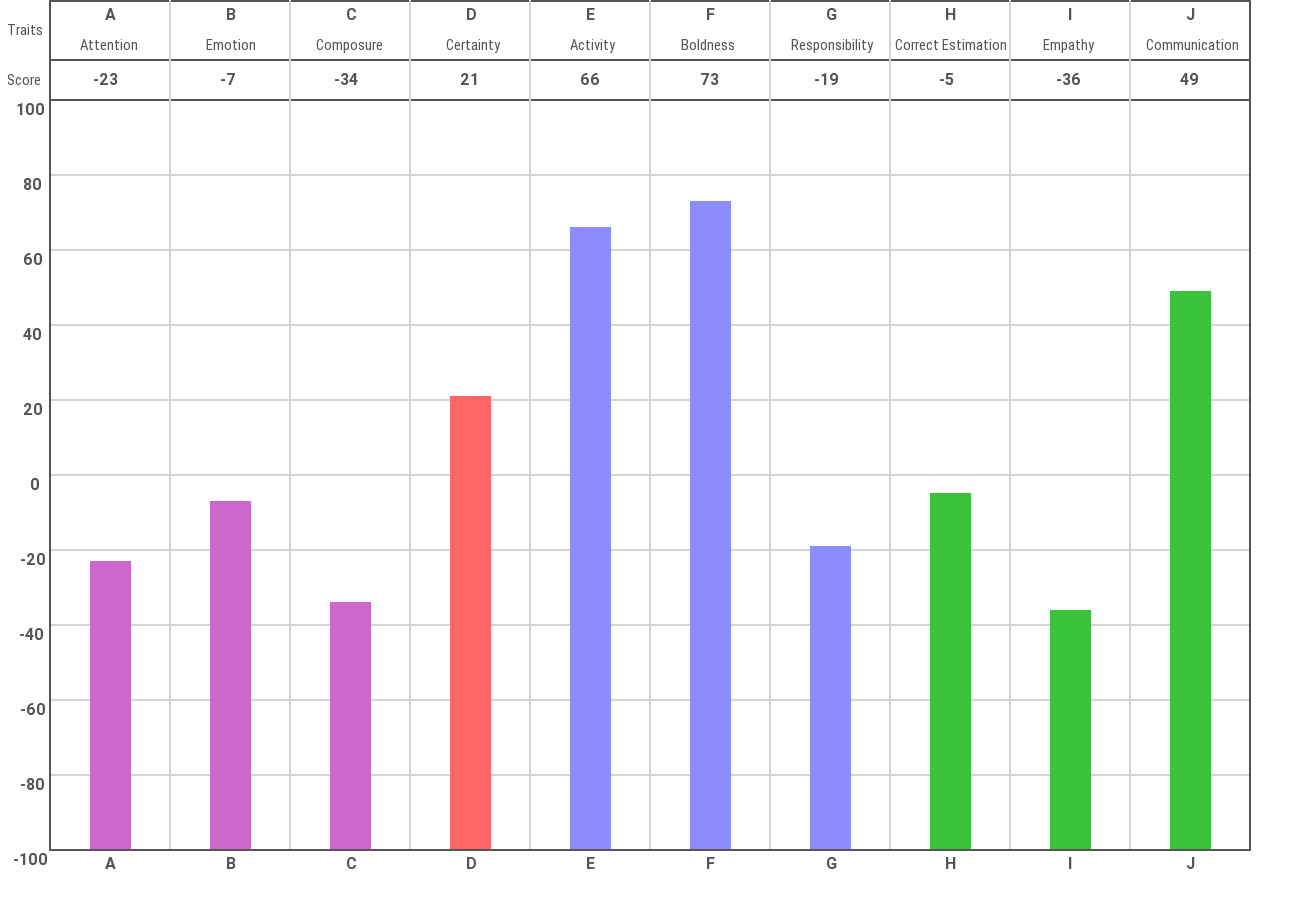 A B C D E F G H I J
Traits
Attention Emotion Composure Certainty Activity Boldness Responsibility Correct Estimation Empathy Communication
Score -23 -7 -34 21 66 73 -19 -5 -36 49
100
80
60
40
20
0
-20
-40
-60
-80
-100
A B C D E F G H I J